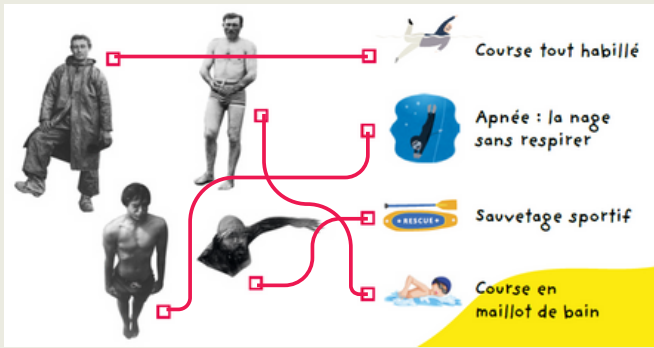 Course tout habillé
Apnée : la nage
sans respirer
RESCUE
Sauvetage sportif
Course en
maillot de bain